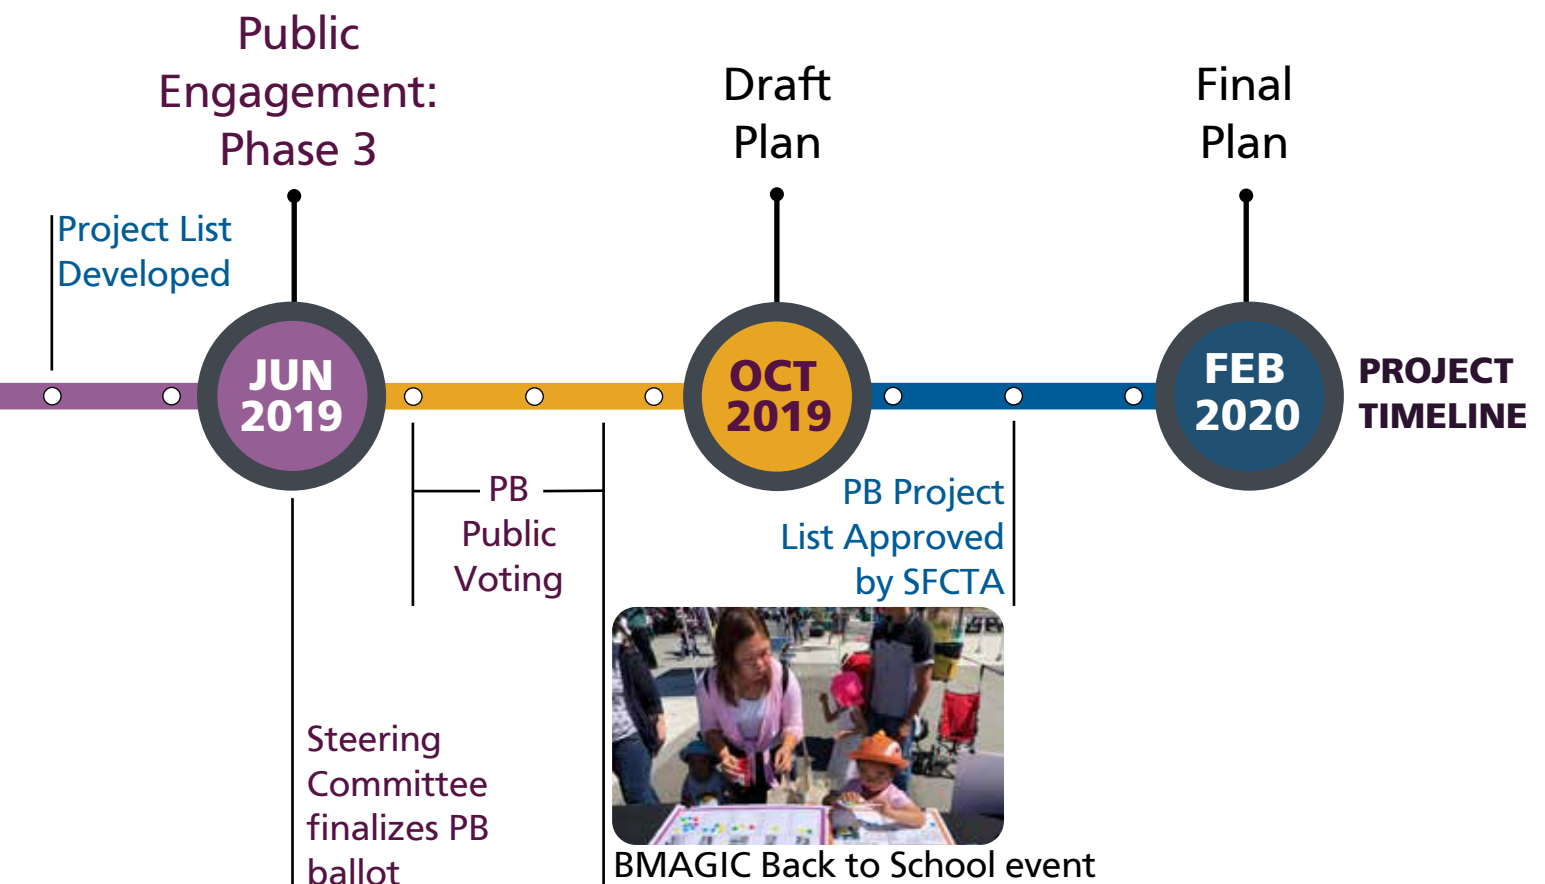 Public
Engagement:
Phase 3
Draft
Plan
Final
Plan
Project List
Developed
JUN
2019
OCT
2019
FEB
2020
PROJECT
TIMELINE
PB
Public
Voting
PB Project
List Approved
by SFCTA
Steering
Committee
finalizes PB
ballot
BMAGIC Back to School event